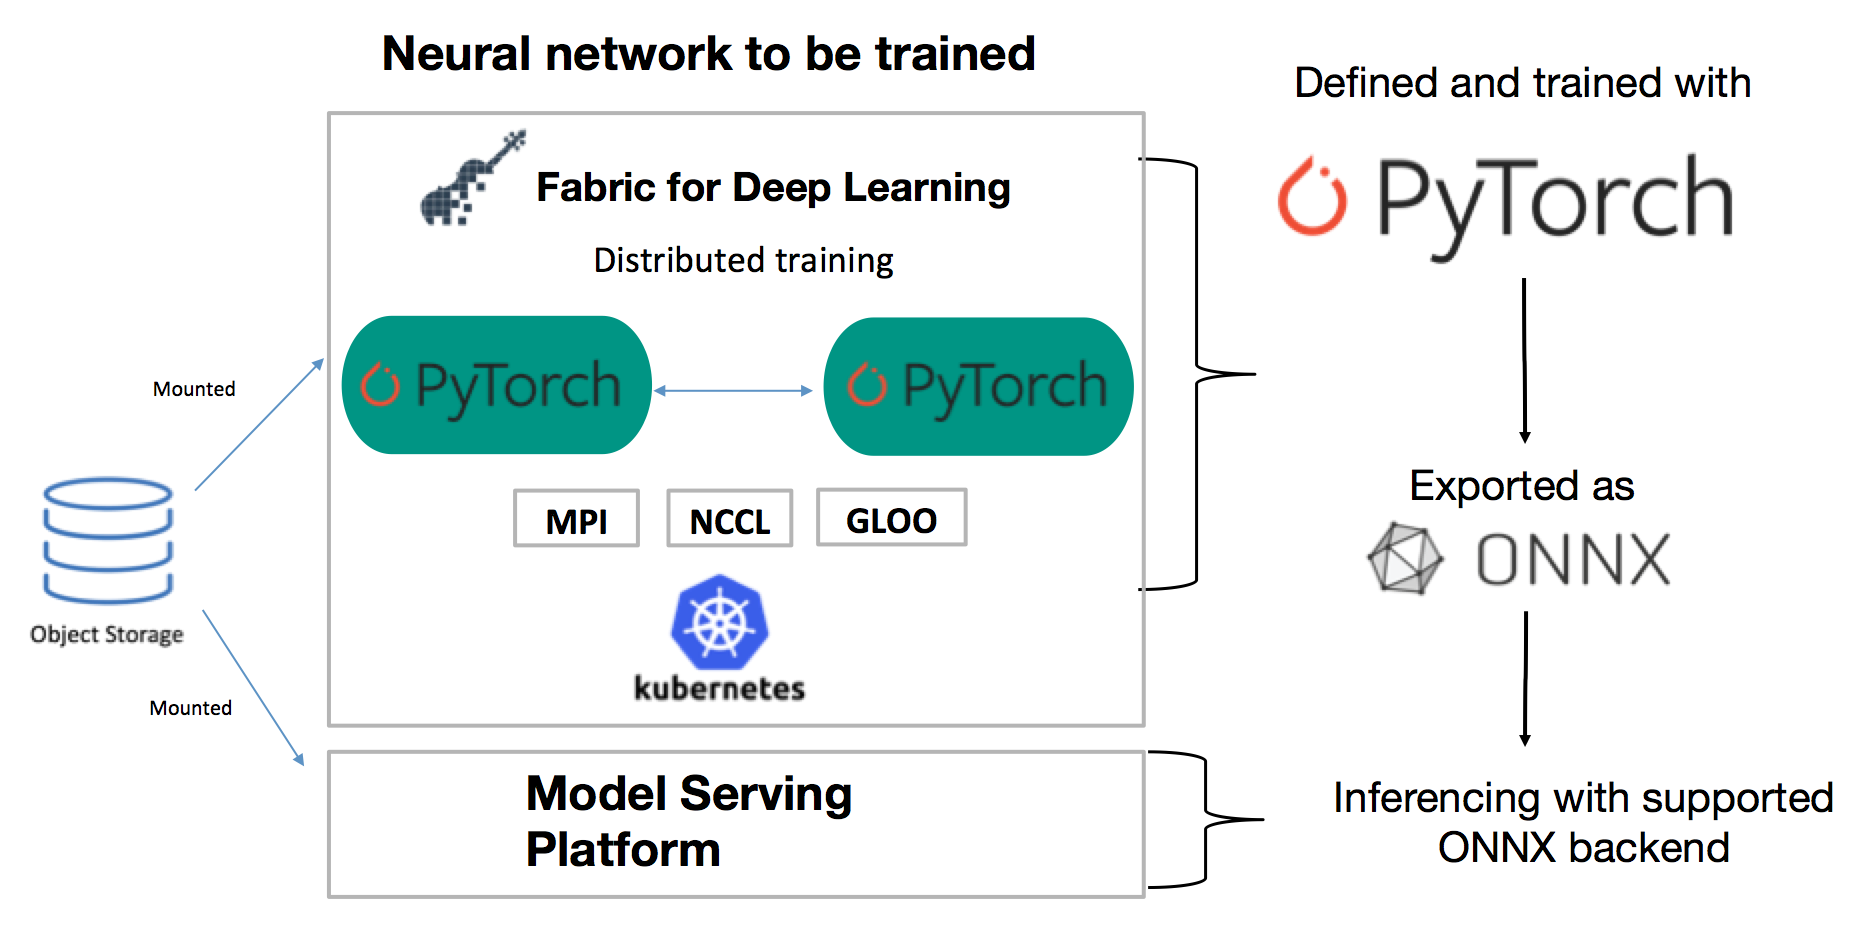 Neural network to be trained
Defined and trained with
PyTorch
Fabric for Deep Learning
Distributed training
PyTorch
PyTorch
Mounted
MPI
NCCL
GLOO
Exported as
ONNX
Object Storage
kubernetes
Mounted
Model Serving
Platform
Inferencing with supported
ONNX backend